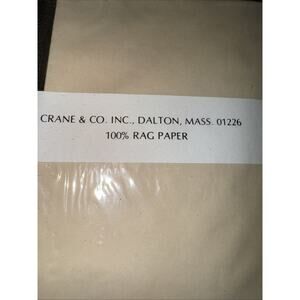 CRANE & CO. INC., DALTON, MASS. 01226
100% RAG PAPER